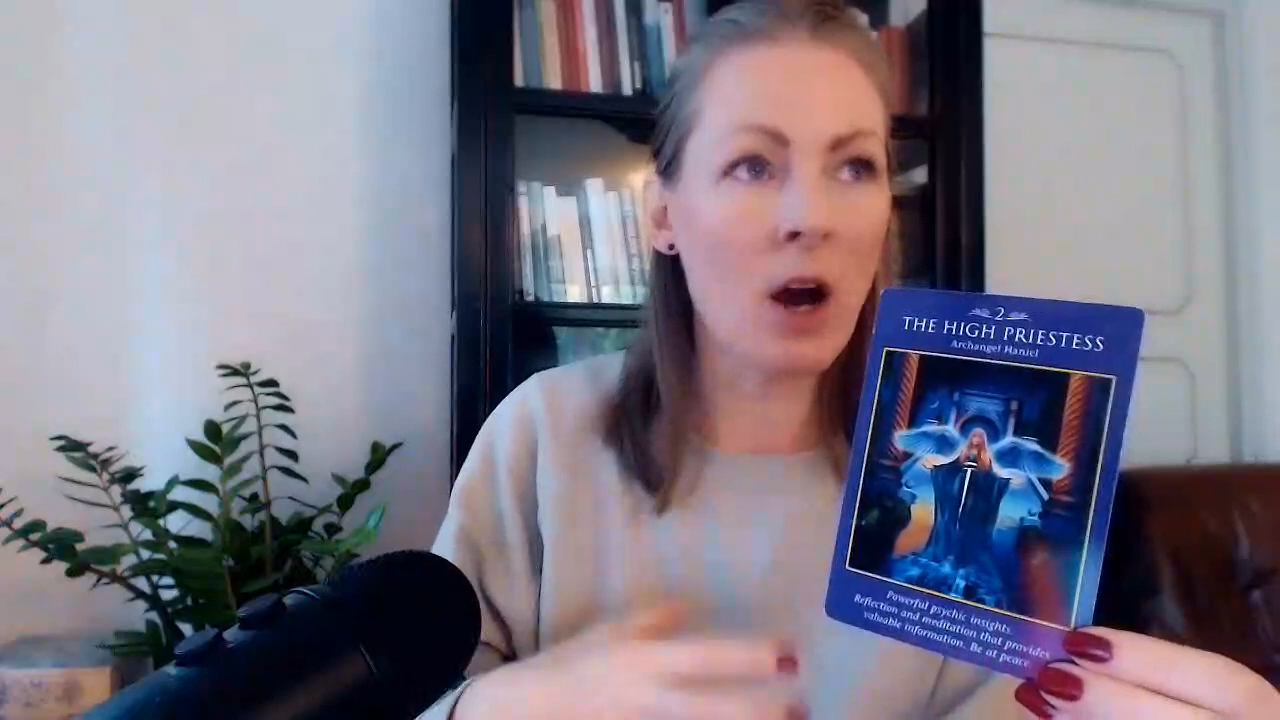 2
THE HIGH PRIESTESS
Archangel Haniel
Powerful psychic insights.
Reflection and meditation that provides
valuable information. Be at peace